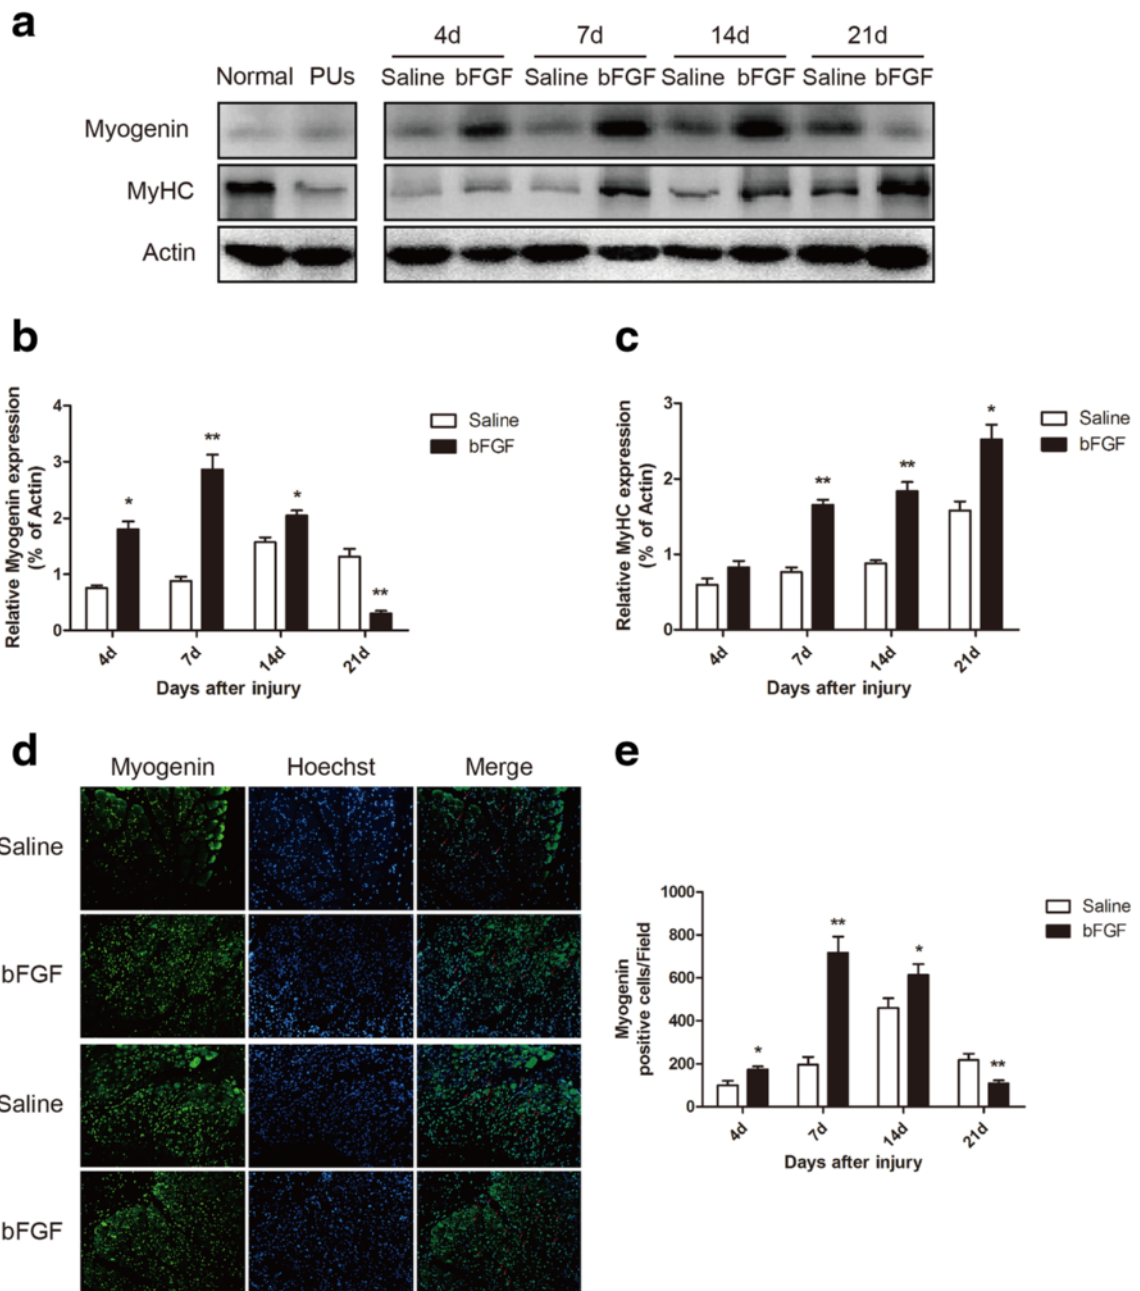 a
4d 7d 14d 21d
Normal PUs Saline bFGF Saline bFGF Saline bFGF Saline bFGF
Myogenin
MyHC
Actin
b
Relative Myogenin expression
(% of Actin)
4
3
2
1
0
* ** * **
4d 7d 14d 21d
Days after injury
Saline
bFGF
c
Relative MyHC expression
(% of Actin)
3
2
1
0
** ** *
4d 7d 14d 21d
Days after injury
Saline
bFGF
d
Myogenin Hoechst Merge
Saline
bFGF
Saline
bFGF
e
Myogenin
positive cells/Field
1000
800
600
400
200
0
* ** * **
4d 7d 14d 21d
Days after injury
Saline
bFGF